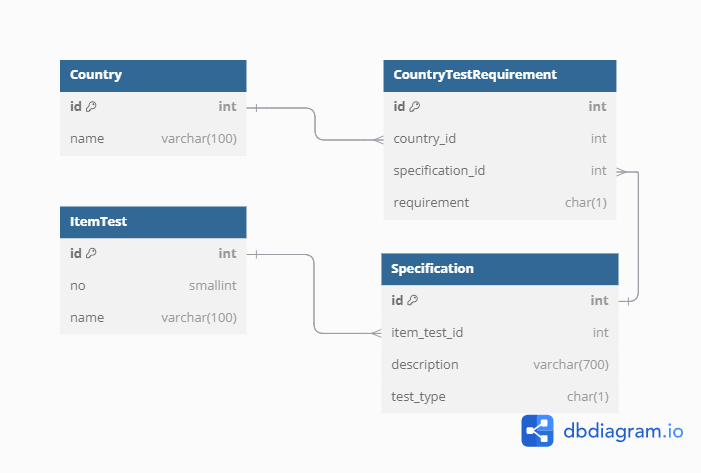 Country
id int
name varchar(100)
CountryTestRequirement
id int
country_id int
specification_id int
requirement char(1)
ItemTest
id int
no smallint
name varchar(100)
Specification
id int
item_test_id int
description varchar(700)
test_type char(1)
dbdiagram.io